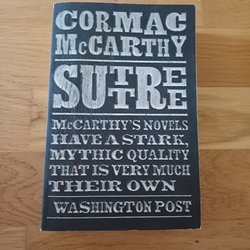 CORMAC
McCARTHY
SUTTREE
McCARTHY'S NOVELS
HAVE A STARK,
MYTHIC QUALITY
THAT IS VERY MUCH
THEIR OWN
WASHINGTON POST